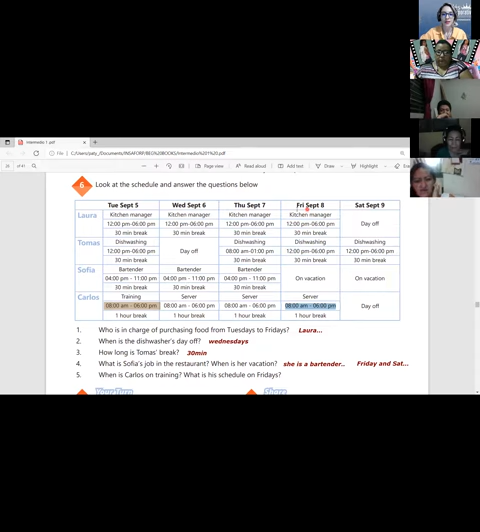 Intermedio 1 .pdf
File
C:/Users/paty_/Documents/INSAFORP/BEO%20BOOKS/Intermedio%201%20.pdf
of 41
Page view
Read aloud
Add text
Draw
Highlight
Erase
6 Look at the schedule and answer the questions below
Tue Sept 5 Wed Sept 6 Thu Sept 7 Fri Sept 8 Sat Sept 9
Laura Kitchen manager Kitchen manager Kitchen manager Kitchen manager Day off
12:00 pm-06:00 pm 12:00 pm-06:00 pm 12:00 pm-06:00 pm 12:00 pm-06:00 pm
30 min break 30 min break 30 min break 30 min break
Tomas Dishwashing Day off Dishwashing Dishwashing Dishwashing
12:00 pm-06:00 pm 08:00 am-01:00 pm 12:00 pm-06:00 pm 12:00 pm-06:00 pm
30 min break 30 min break 30 min break 30 min break
Sofia Bartender Bartender Bartender On vacation On vacation
04:00 pm - 11:00 pm 04:00 pm - 11:00 pm 04:00 pm - 11:00 pm
30 min break 30 min break 30 min break
Carlos Training Server Server Server Day off
08:00 am - 06:00 pm 08:00 am - 06:00 pm 08:00 am - 06:00 pm 08:00 am - 06:00 pm
1 hour break 1 hour break 1 hour break 1 hour break
1. Who is in charge of purchasing food from Tuesdays to Fridays? Laura...
2. When is the dishwasher's day off? wednesdays
3. How long is Tomas' break? 30min
4. What is Sofia's job in the restaurant? When is her vacation? she is a bartender.. Friday and Sat...
5. When is Carlos on training? What is his schedule on Fridays?
Your Turn
Share